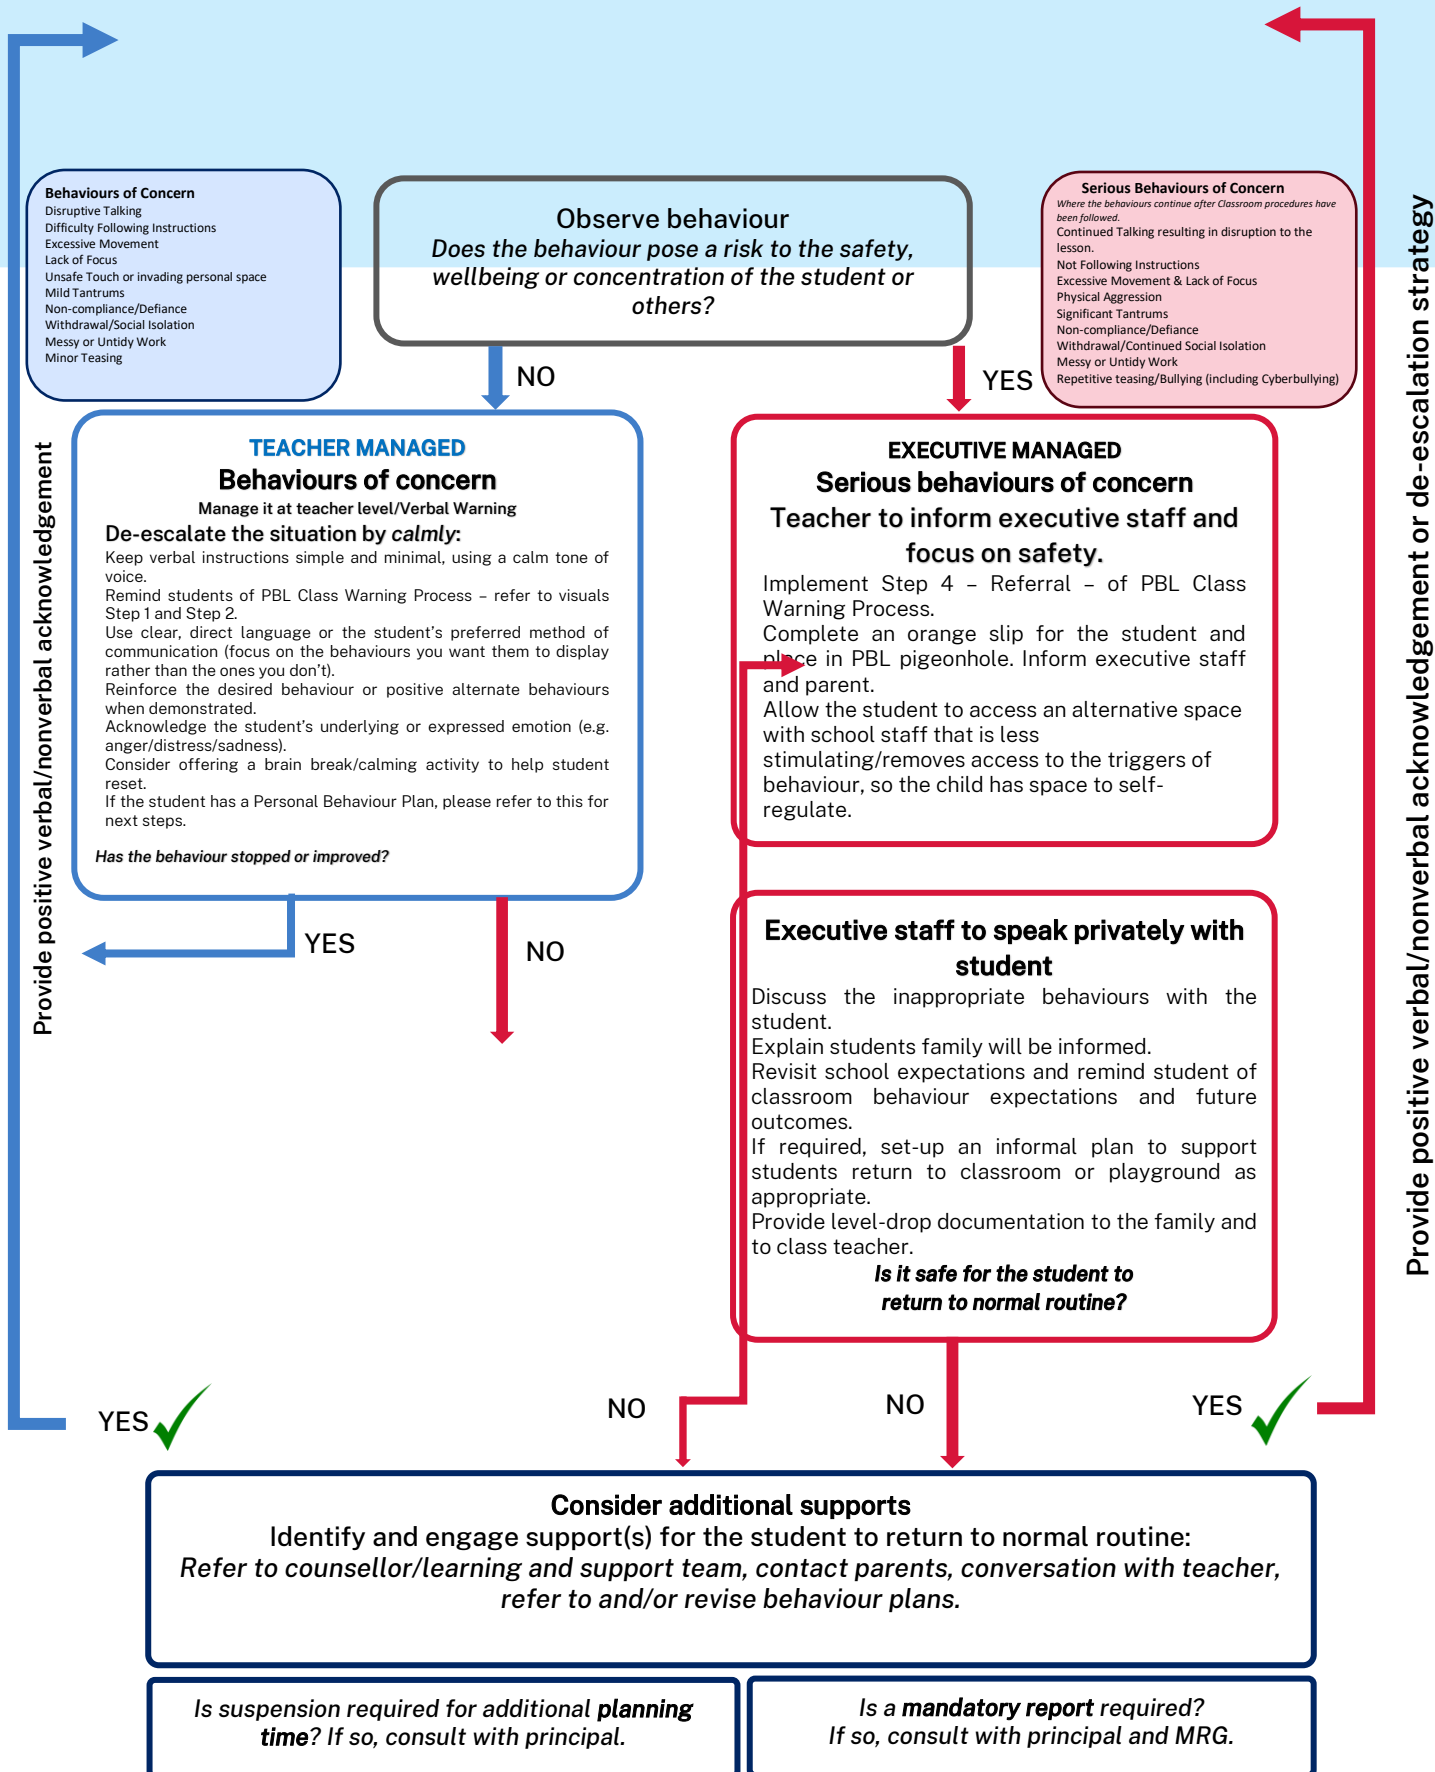 Behaviours of Concern
Disruptive Talking
Difficulty Following Instructions
Excessive Movement
Lack of Focus
Unsafe Touch or invading personal space
Mild Tantrums
Non-compliance/Defiance
Withdrawal/Social Isolation
Messy or Untidy Work
Minor Teasing
Observe behaviour
Does the behaviour pose a risk to the safety,
wellbeing or concentration of the student or
others?
Serious Behaviours of Concern
Where the behaviours continue after Classroom procedures have
been followed.
Continued Talking resulting in disruption to the
lesson.
Not Following Instructions
Excessive Movement & Lack of Focus
Physical Aggression
Significant Tantrums
Non-compliance/Defiance
Withdrawal/Continued Social Isolation
Messy or Untidy Work
Repetitive teasing/Bullying (including Cyberbullying)
NO
YES
TEACHER MANAGED
Behaviours of concern
Manage it at teacher level/Verbal Warning
De-escalate the situation by calmly:
Keep verbal instructions simple and minimal, using a calm tone of
voice.
Remind students of PBL Class Warning Process – refer to visuals
Step 1 and Step 2.
Use clear, direct language or the student's preferred method of
communication (focus on the behaviours you want them to display
rather than the ones you don't).
Reinforce the desired behaviour or positive alternate behaviours
when demonstrated.
Acknowledge the student's underlying or expressed emotion (e.g.
anger/distress/sadness).
Consider offering a brain break/calming activity to help student
reset.
If the student has a Personal Behaviour Plan, please refer to this for
next steps.
Has the behaviour stopped or improved?
YES
NO
Provide positive verbal/nonverbal acknowledgement
EXECUTIVE MANAGED
Serious behaviours of concern
Teacher to inform executive staff and
focus on safety.
Implement Step 4 – Referral – of PBL Class
Warning Process.
Complete an orange slip for the student and
place in PBL pigeonhole. Inform executive staff
and parent.
Allow the student to access an alternative space
with school staff that is less
stimulating/removes access to the triggers of
behaviour, so the child has space to self-
regulate.
Executive staff to speak privately with
student
Discuss the inappropriate behaviours with the
student.
Explain students family will be informed.
Revisit school expectations and remind student of
classroom behaviour expectations and future
outcomes.
If required, set-up an informal plan to support
students return to classroom or playground as
appropriate.
Provide level-drop documentation to the family and
to class teacher.
Is it safe for the student to
return to normal routine?
Provide positive verbal/nonverbal acknowledgement or de-escalation strategy
YES
NO
NO
YES
Consider additional supports
Identify and engage support(s) for the student to return to normal routine:
Refer to counsellor/learning and support team, contact parents, conversation with teacher,
refer to and/or revise behaviour plans.
Is suspension required for additional planning
time? If so, consult with principal.
Is a mandatory report required?
If so, consult with principal and MRG.